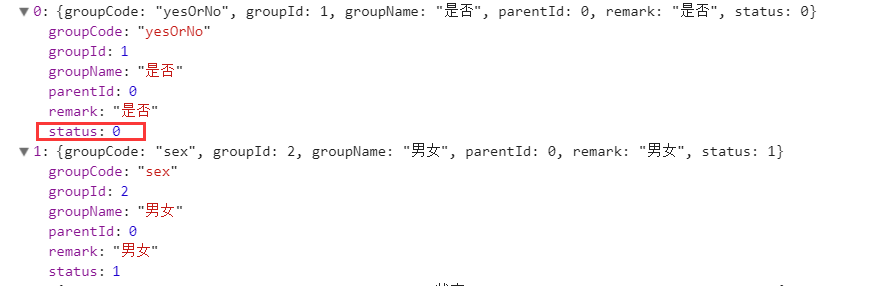 0: {groupCode: "yesOrNo", groupId: 1, groupName: "是否", parentId: 0, remark: "是否", status: 0}
groupCode: "yesOrNo"
groupId: 1
groupName: "是否"
parentId: 0
remark: "是否"
status: 0
1: {groupCode: "sex", groupId: 2, groupName: "男女", parentId: 0, remark: "男女", status: 1}
groupCode: "sex"
groupId: 2
groupName: "男女"
parentId: 0
remark: "男女"
status: 1